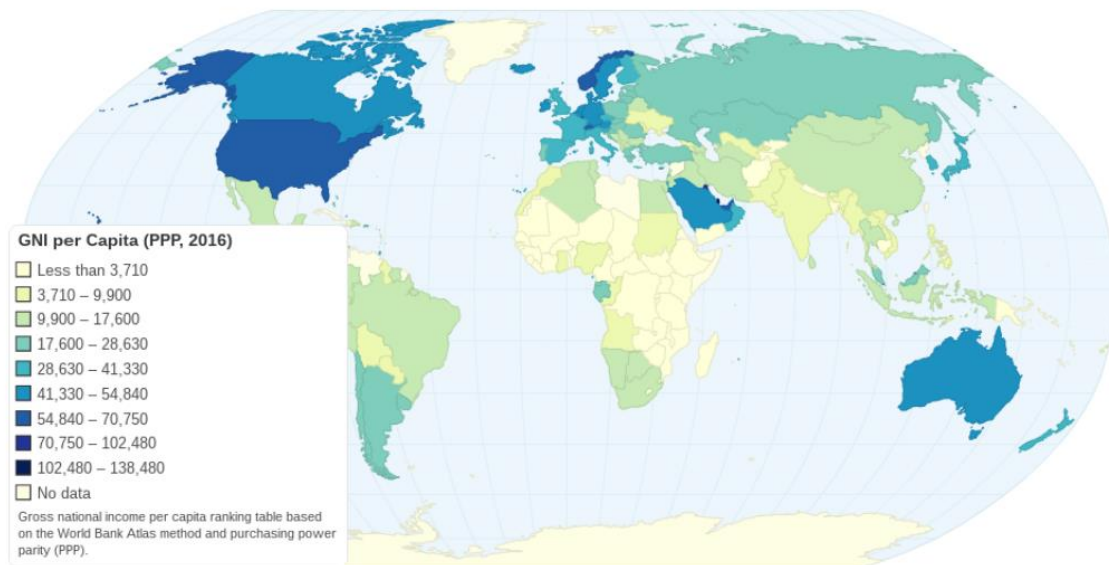 GNI per Capita (PPP, 2016)
Less than 3,710
3,710 – 9,900
9,900 – 17,600
17,600 – 28,630
28,630 – 41,330
41,330 – 54,840
54,840 – 70,750
70,750 – 102,480
102,480 – 138,480
No data
Gross national income per capita ranking table based
on the World Bank Atlas method and purchasing power
parity (PPP).